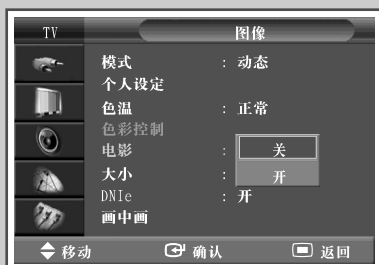 TV 图像
模式 : 动态
个人设定
色温 : 正常
色彩控制
电影 : 关
大小 : 开
DNIe : 开
画中画
移动 确认 返回